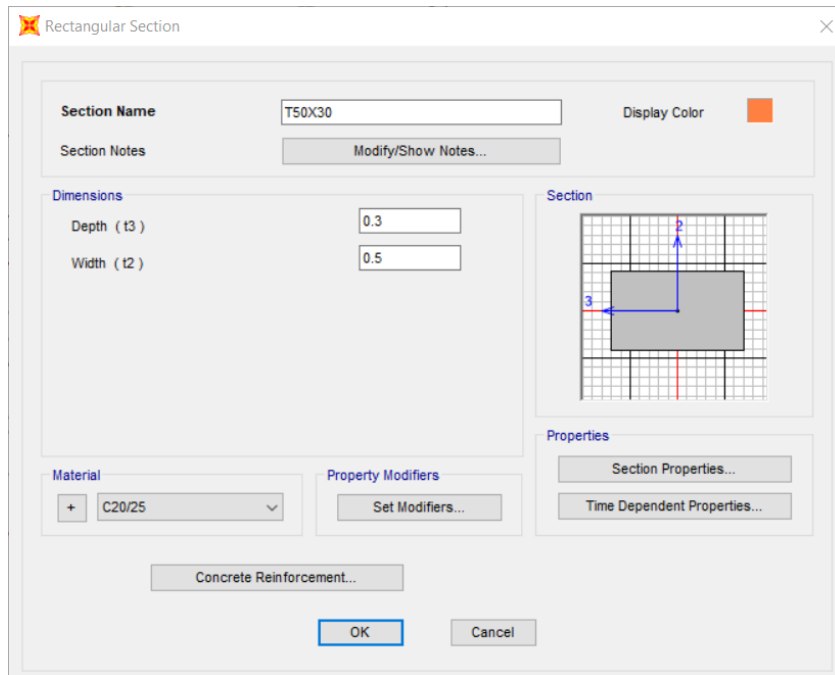 Rectangular Section
Section Name T50X30 Display Color
Section Notes Modify/Show Notes...
Dimensions
Depth ( t3 ) 0.3
Width ( t2 ) 0.5
Section
2
3
Properties
Section Properties...
Time Dependent Properties...
Material
+ C20/25
Property Modifiers
Set Modifiers...
Concrete Reinforcement...
OK Cancel